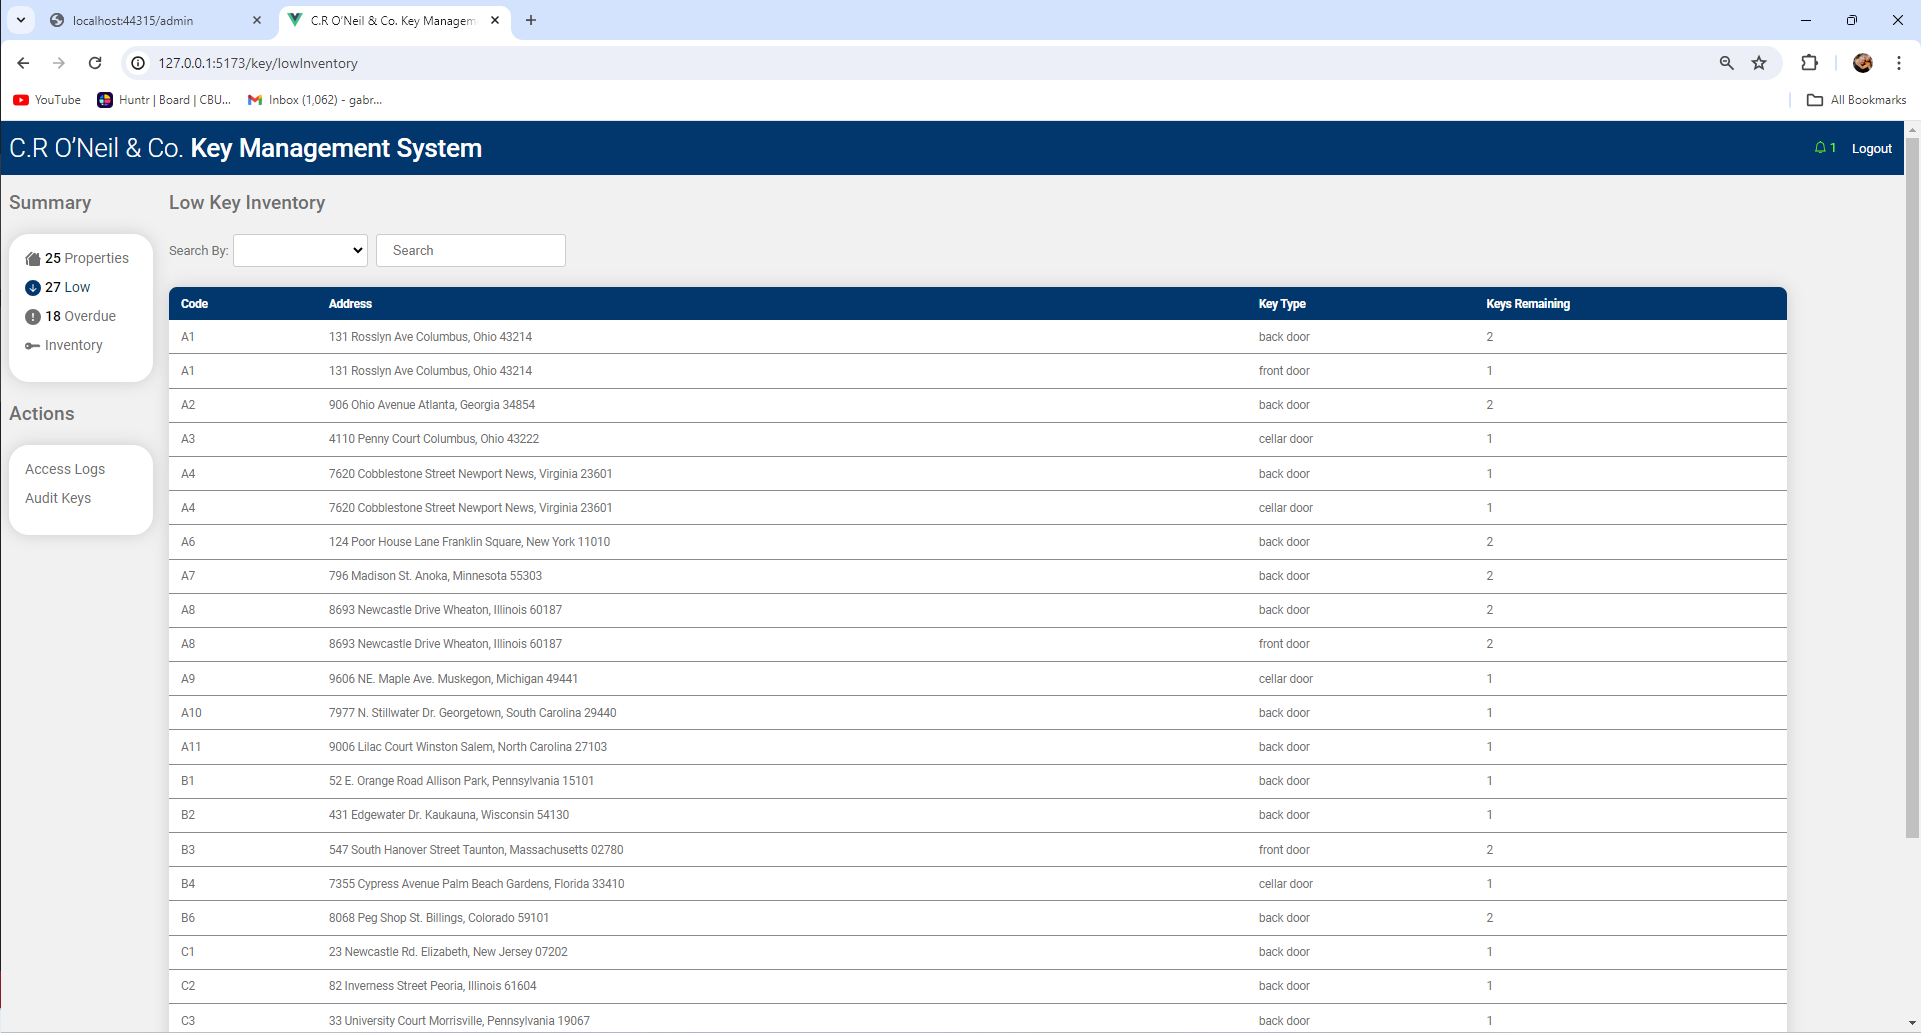 localhost:44315/admin
C.R O'Neil & Co. Key Managem
127.0.0.1:5173/key/lowInventory
YouTube
Huntr | Board | CBU...
Inbox (1,062) - gabr...
All Bookmarks
C.R O'Neil & Co. Key Management System
1
Logout
Summary
25 Properties
27 Low
18 Overdue
Inventory
Actions
Access Logs
Audit Keys
Low Key Inventory
Search By:
Search
Code Address Key Type Keys Remaining
A1 131 Rosslyn Ave Columbus, Ohio 43214 back door 2
A1 131 Rosslyn Ave Columbus, Ohio 43214 front door 1
A2 906 Ohio Avenue Atlanta, Georgia 34854 back door 2
A3 4110 Penny Court Columbus, Ohio 43222 cellar door 1
A4 7620 Cobblestone Street Newport News, Virginia 23601 back door 1
A4 7620 Cobblestone Street Newport News, Virginia 23601 cellar door 1
A6 124 Poor House Lane Franklin Square, New York 11010 back door 2
A7 796 Madison St. Anoka, Minnesota 55303 back door 2
A8 8693 Newcastle Drive Wheaton, Illinois 60187 back door 2
A8 8693 Newcastle Drive Wheaton, Illinois 60187 front door 2
A9 9606 NE. Maple Ave. Muskegon, Michigan 49441 cellar door 1
A10 7977 N. Stillwater Dr. Georgetown, South Carolina 29440 back door 1
A11 9006 Lilac Court Winston Salem, North Carolina 27103 back door 1
B1 52 E. Orange Road Allison Park, Pennsylvania 15101 back door 1
B2 431 Edgewater Dr. Kaukauna, Wisconsin 54130 back door 1
B3 547 South Hanover Street Taunton, Massachusetts 02780 front door 2
B4 7355 Cypress Avenue Palm Beach Gardens, Florida 33410 cellar door 1
B6 8068 Peg Shop St. Billings, Colorado 59101 back door 2
C1 23 Newcastle Rd. Elizabeth, New Jersey 07202 back door 1
C2 82 Inverness Street Peoria, Illinois 61604 back door 1
C3 33 University Court Morrisville, Pennsylvania 19067 back door 1